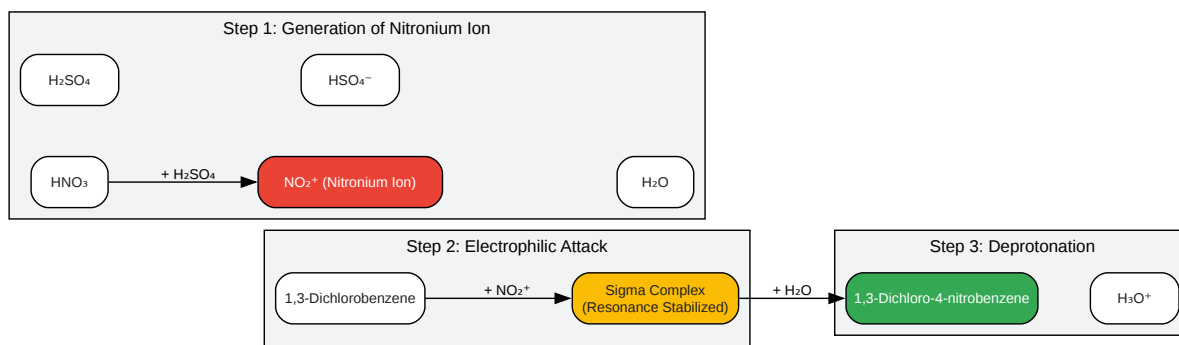 Step 1: Generation of Nitronium Ion
H₂SO₄
HSO₄⁻
HNO₃
+ H₂SO₄
NO₂⁺ (Nitronium Ion)
H₂O
Step 2: Electrophilic Attack
1,3-Dichlorobenzene
+ NO₂⁺
Sigma Complex
(Resonance Stabilized)
+ H₂O
Step 3: Deprotonation
1,3-Dichloro-4-nitrobenzene
H₃O⁺